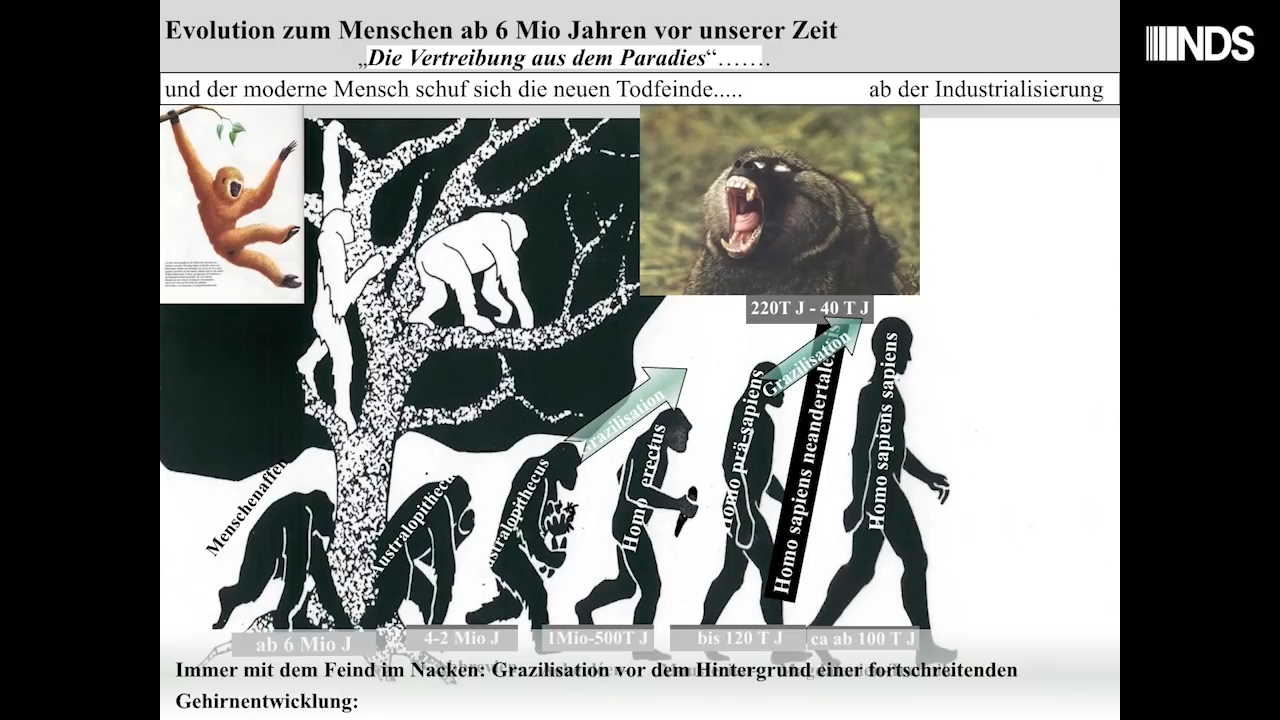 Evolution zum Menschen ab 6 Mio Jahren vor unserer Zeit
„Die Vertreibung aus dem Paradies“…….
und der moderne Mensch schuf sich die neuen Todfeinde..... ab der Industrialisierung
NDS
220T J - 40 T J
Grazilisation
Grazilisation
Menschenaffen
Australopithecus
Australopithecus
Homo erectus
Homo prä-sapiens
Homo sapiens neandertale
Homo sapiens sapiens
ab 6 Mio J
4-2 Mio J
1Mio-500T J
bis 120 T J
ca ab 100 T J
Immer mit dem Feind im Nacken: Grazilisation vor dem Hintergrund einer fortschreitenden
Gehirnentwicklung: